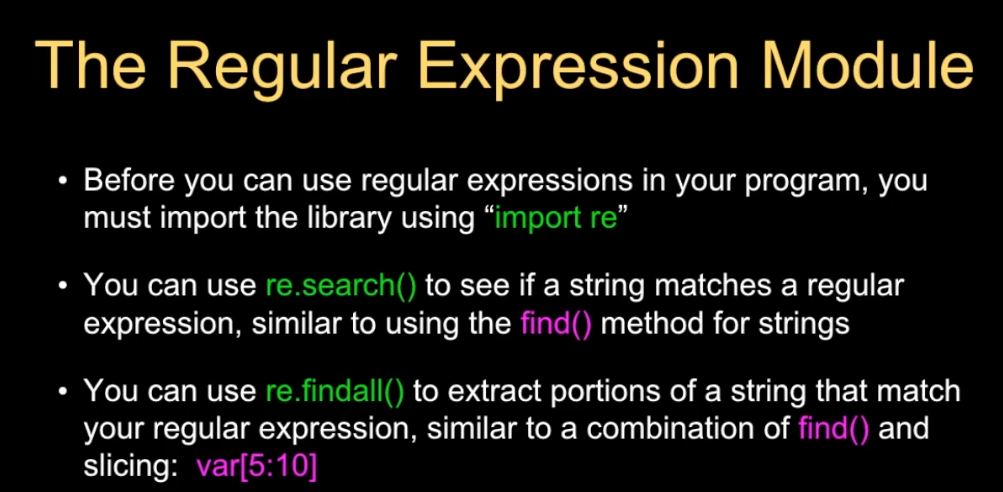 The Regular Expression Module
• Before you can use regular expressions in your program, you
must import the library using “import re”
• You can use re.search() to see if a string matches a regular
expression, similar to using the find() method for strings
• You can use re.findall() to extract portions of a string that match
your regular expression, similar to a combination of find() and
slicing: var[5:10]